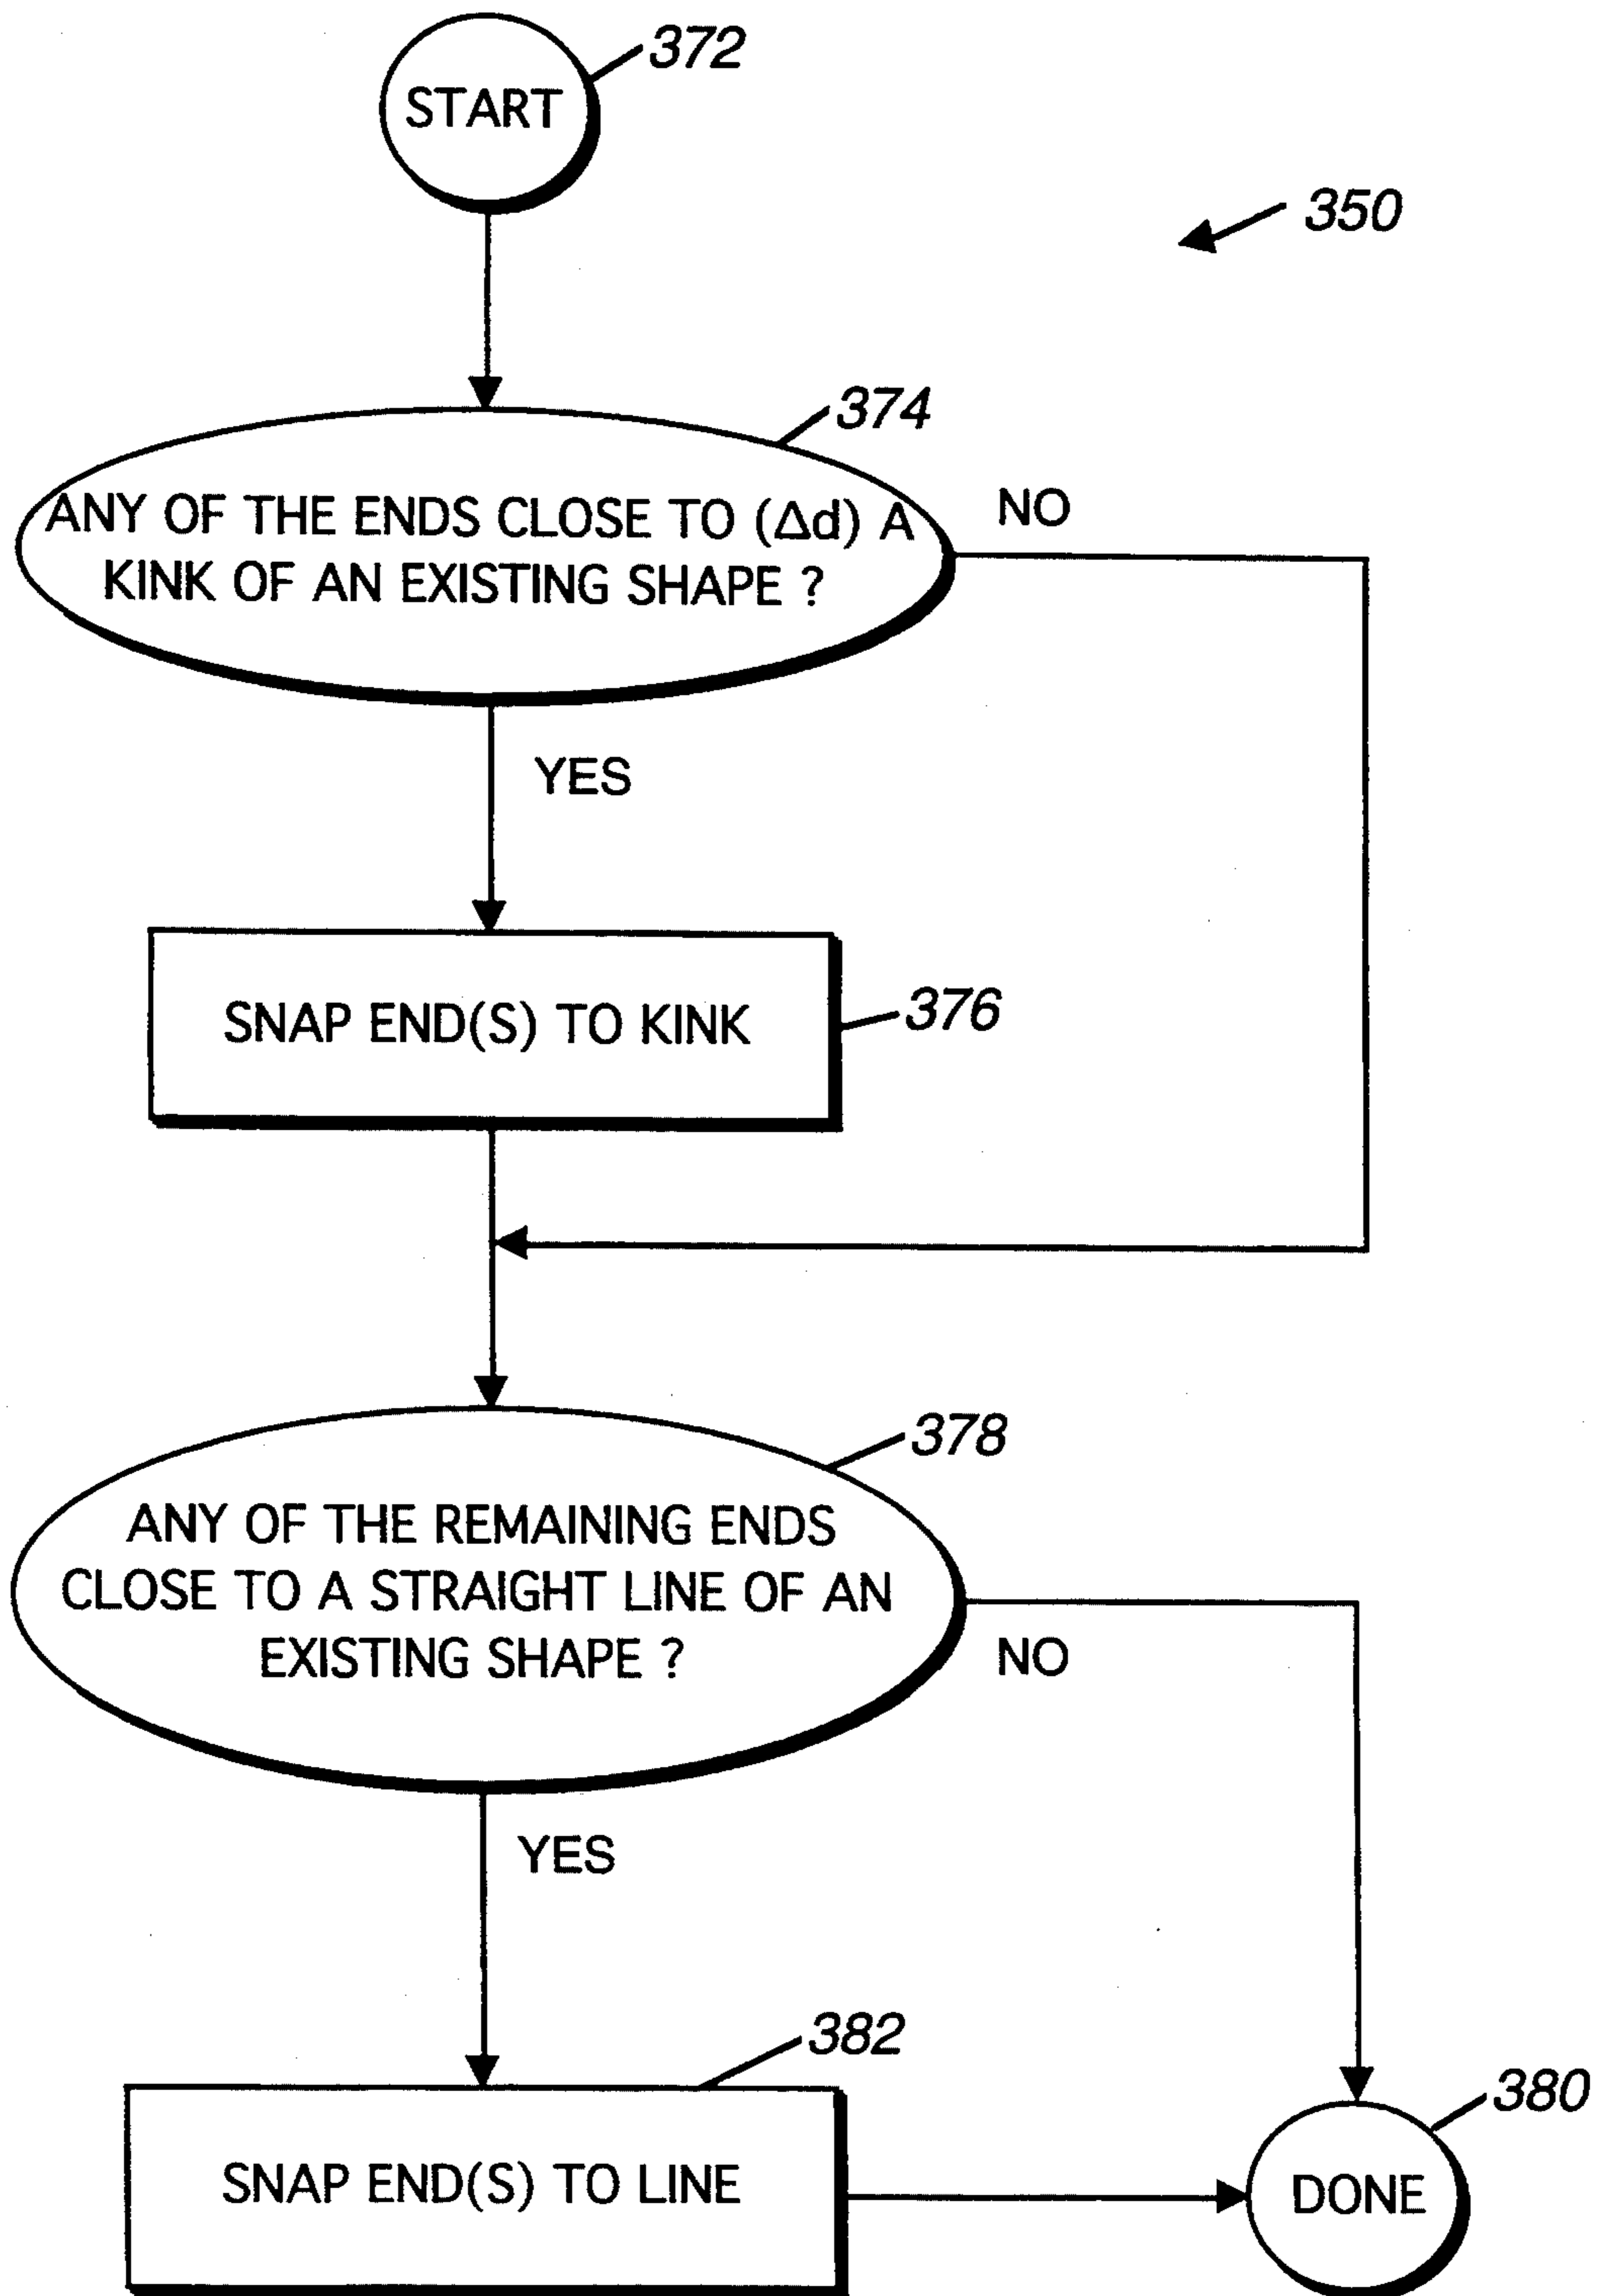 372
START
350
374
ANY OF THE ENDS CLOSE TO (Δd) A
KINK OF AN EXISTING SHAPE ?
NO
YES
SNAP END(S) TO KINK
376
378
ANY OF THE REMAINING ENDS
CLOSE TO A STRAIGHT LINE OF AN
EXISTING SHAPE ?
NO
YES
382
SNAP END(S) TO LINE
380
DONE